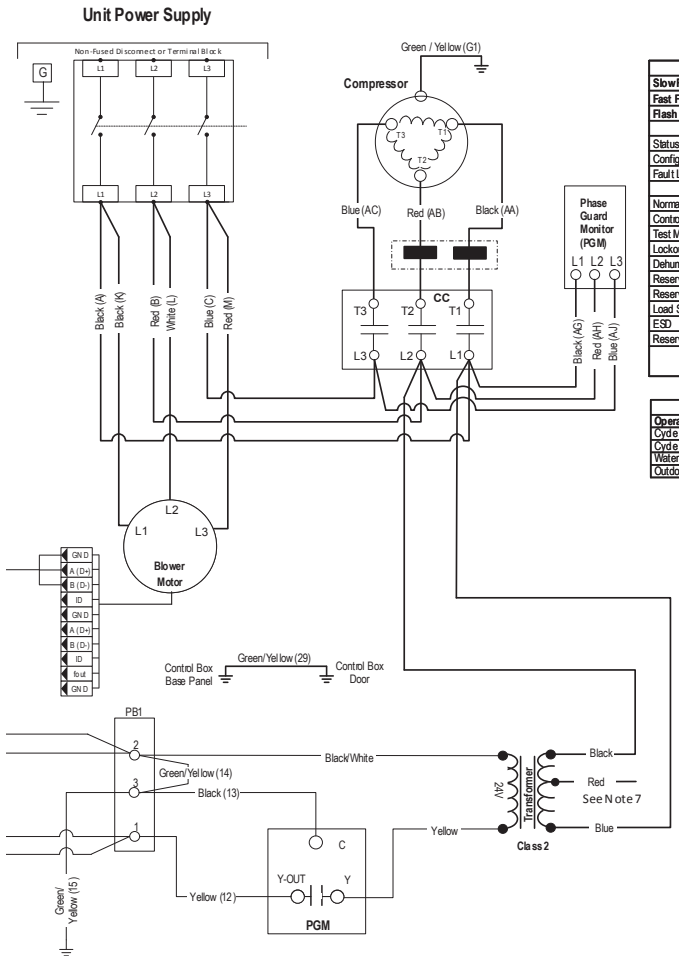 Unit Power Supply
Non-Fused Disconnect or Terminal Block
G
L1 L2 L3
L1 L2 L3
Green / Yellow (G1)
Compressor
T3 T1
T2
Blue (AC)
Red (AB)
Black (AA)
CC
T3 T2 T1
L3 L2 L1
Phase
Guard
Monitor
(PGM)
L1 L2 L3
Black (AG)
Red (AH)
Blue (AJ)
Black (A)
Black (K)
Red (B)
White (L)
Blue (C)
Red (M)
L1
L2
L3
Blower
Motor
GND
A (D+)
B (D-)
ID
GND
A (D+)
B (D-)
ID
fout
GND
Control Box
Base Panel
Green/Yellow (29)
Control Box
Door
PB1
2
3
1
Green/Yellow (14)
Black (13)
Black/White
Yellow
Yellow (12)
Green/
Yellow (15)
C
Y-OUT Y
PGM
24V
Transformer
Class 2
Black
Red
See Note 7
Blue
Fast F
Flash
Status
Config
Fault L
Norma
Contro
Test M
Lockou
Dehum
Reserv
Reserv
Load S
ESD
Reserv
Opera
Cycle
Cycle
Water
Outdo